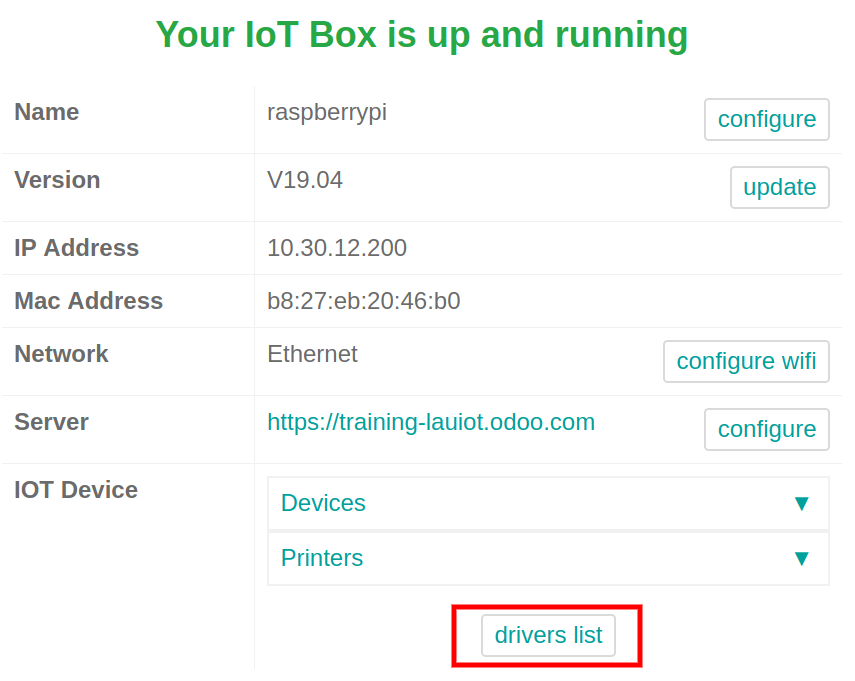 Your IoT Box is up and running
Name raspberrypi configure
Version V19.04 update
IP Address 10.30.12.200
Mac Address b8:27:eb:20:46:b0
Network Ethernet configure wifi
Server https://training-lauiot.odoo.com configure
IOT Device Devices ▼
Printers ▼
drivers list